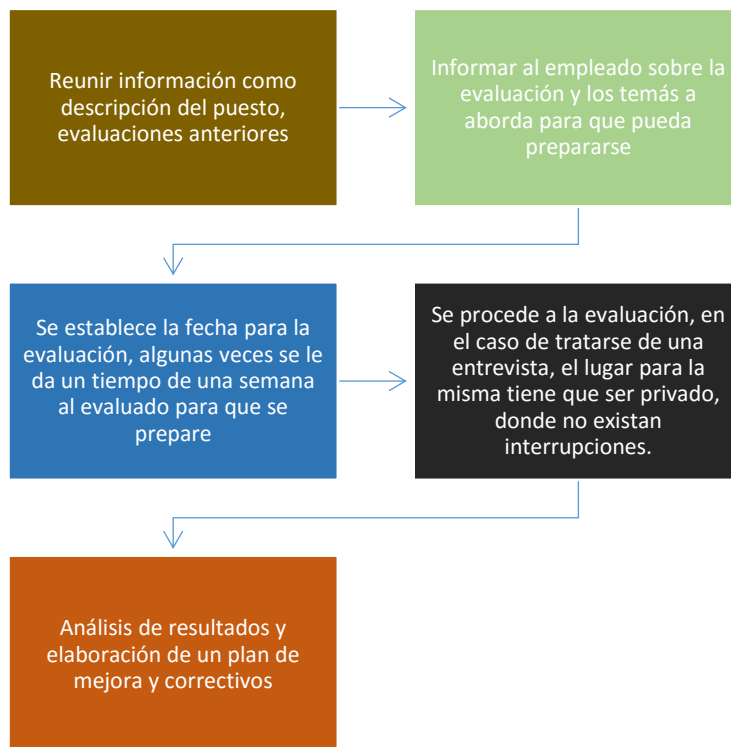 Reunir información como
descripción del puesto,
evaluaciones anteriores
Informar al empleado sobre la
evaluación y los temás a
aborda para que pueda
prepararse
Se establece la fecha para la
evaluación, algunas veces se le
da un tiempo de una semana
al evaluado para que se
prepare
Se procede a la evaluación, en
el caso de tratarse de una
entrevista, el lugar para la
misma tiene que ser privado,
donde no existan
interrupciones.
Análisis de resultados y
elaboración de un plan de
mejora y correctivos